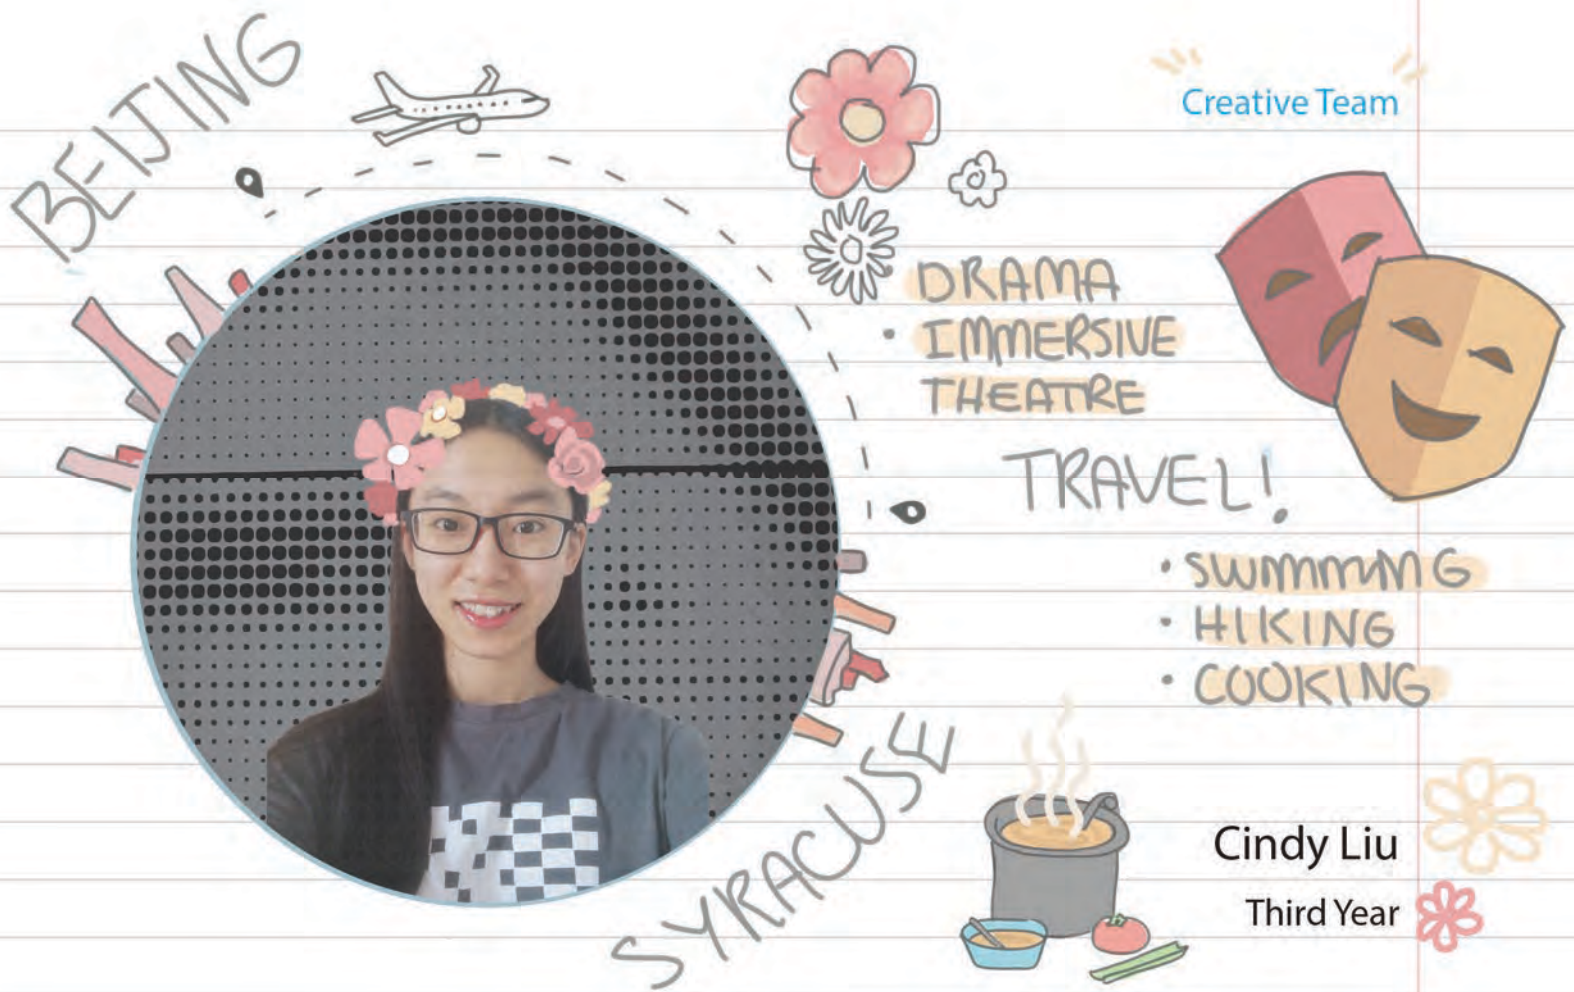 BEIJING
Creative Team
• DRAMA
• IMMERSIVE
THEATRE
TRAVEL!
• SWIMMING
• HIKING
• COOKING
SYRACUSE
Cindy Liu
Third Year